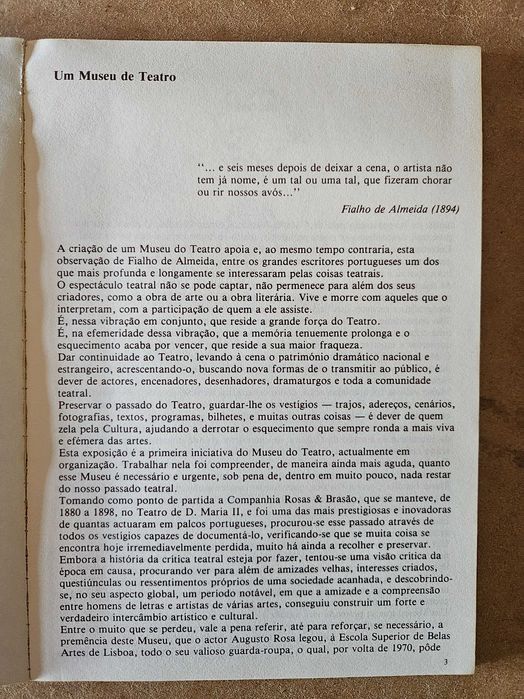 Um Museu de Teatro
“... e seis meses depois de deixar a cena, o artista não
tem já nome, é um tal ou uma tal, que fizeram chorar
ou rir nossos avós...”
Fialho de Almeida (1894)
A criação de um Museu do Teatro apoia e, ao mesmo tempo contraria, esta
observação de Fialho de Almeida, entre os grandes escritores portugueses um dos
que mais profunda e longamente se interessaram pelas coisas teatrais.
O espectáculo teatral não se pode captar, não permenece para além dos seus
criadores, como a obra de arte ou a obra literária. Vive e morre com aqueles que o
interpretam, com a participação de quem a ele assiste.
É, nessa vibração em conjunto, que reside a grande força do Teatro.
É, na efemeridade dessa vibração, que a memória tenuemente prolonga e o
esquecimento acaba por vencer, que reside a sua maior fraqueza.
Dar continuidade ao Teatro, levando à cena o património dramático nacional e
estrangeiro, acrescentando-o, buscando nova formas de o transmitir ao público, é
dever de actores, encenadores, desenhadores, dramaturgos e toda a comunidade
teatral.
Preservar o passado do Teatro, guardar-lhe os vestígios — trajos, adereços, cenários,
fotografias, textos, programas, bilhetes, e muitas outras coisas — é dever de quem
zela pela Cultura, ajudando a derrotar o esquecimento que sempre ronda a mais viva
e efémera das artes.
Esta exposição é a primeira iniciativa do Museu do Teatro, actualmente em
organização. Trabalhar nela foi compreender, de maneira ainda mais aguda, quanto
esse Museu é necessário e urgente, sob pena de, dentro em muito pouco, nada restar
do nosso passado teatral.
Tomando como ponto de partida a Companhia Rosas & Brasão, que se manteve, de
1880 a 1898, no Teatro de D. Maria II, e foi uma das mais prestigiosas e inovadoras
de quantas actuaram em palcos portugueses, procurou-se esse passado através de
todos os vestígios capazes de documentá-lo, verificando-se que se muita coisa se
encontra hoje irremediavelmente perdida, muito há ainda a recolher e preservar.
Embora a história da crítica teatral esteja por fazer, tentou-se uma visão crítica da
época em causa, procurando ver para além de amizades velhas, interesses criados,
questiúnculas ou ressentimentos próprios de uma sociedade acanhada, e descobrindo-
se, no seu aspecto global, um período notável, em que a amizade e a compreensão
entre homens de letras e artistas de várias artes, conseguiu construir um forte e
verdadeiro intercâmbio artístico e cultural.
Entre o muito que se perdeu, vale a pena referir, até para reforçar, se necessário, a
premência deste Museu, que o actor Augusto Rosa legou, à Escola Superior de Belas
Artes de Lisboa, todo o seu valioso guarda-roupa, o qual, por volta de 1970, pôde
3